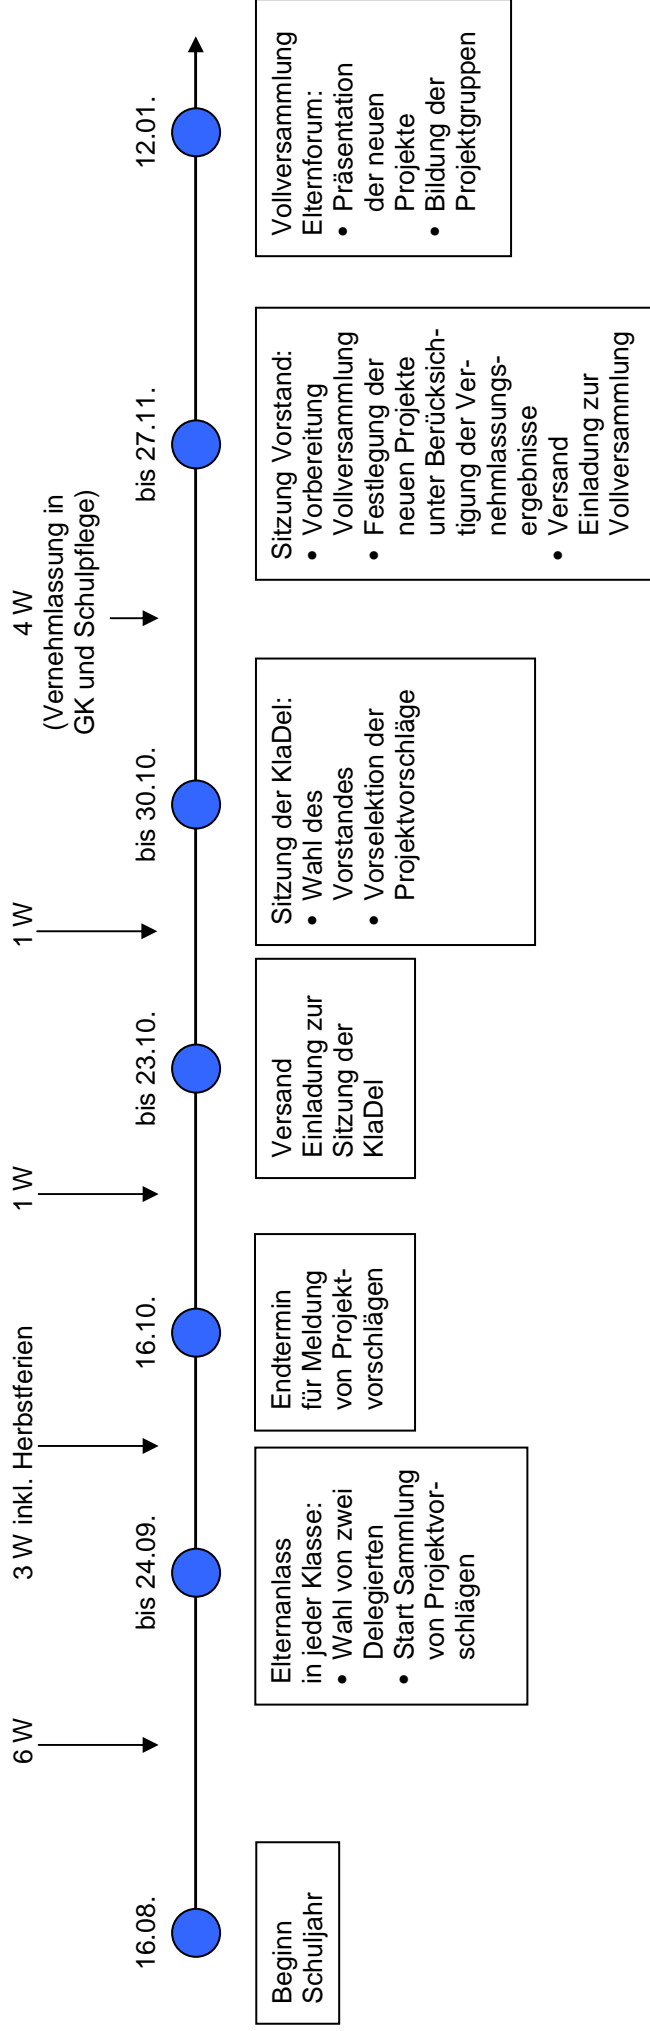 6 W
3 W inkl. Herbstferien
1 W
1 W
4 W
(Vernehmlassung in
GK und Schulpflege)
16.08.
bis 24.09.
16.10.
bis 23.10.
bis 30.10.
bis 27.11.
12.01.
Beginn
Schuljahr
Elternanlass
in jeder Klasse:
• Wahl von zwei
Delegierten
• Start Sammlung
von Projektvor-
schlägen
Endtermin
für Meldung
von Projekt-
vorschlägen
Versand
Einladung zur
Sitzung der
KlaDel
Sitzung der KlaDel:
• Wahl des
Vorstandes
• Vorselektion der
Projektvorschläge
Sitzung Vorstand:
• Vorbereitung
Vollversammlung
• Festlegung der
neuen Projekte
unter Berücksich-
tigung der Ver-
nehmlassungs-
ergebnisse
• Versand
Einladung zur
Vollversammlung
Vollversammlung
Elternforum:
• Präsentation
der neuen
Projekte
• Bildung der
Projektgruppen